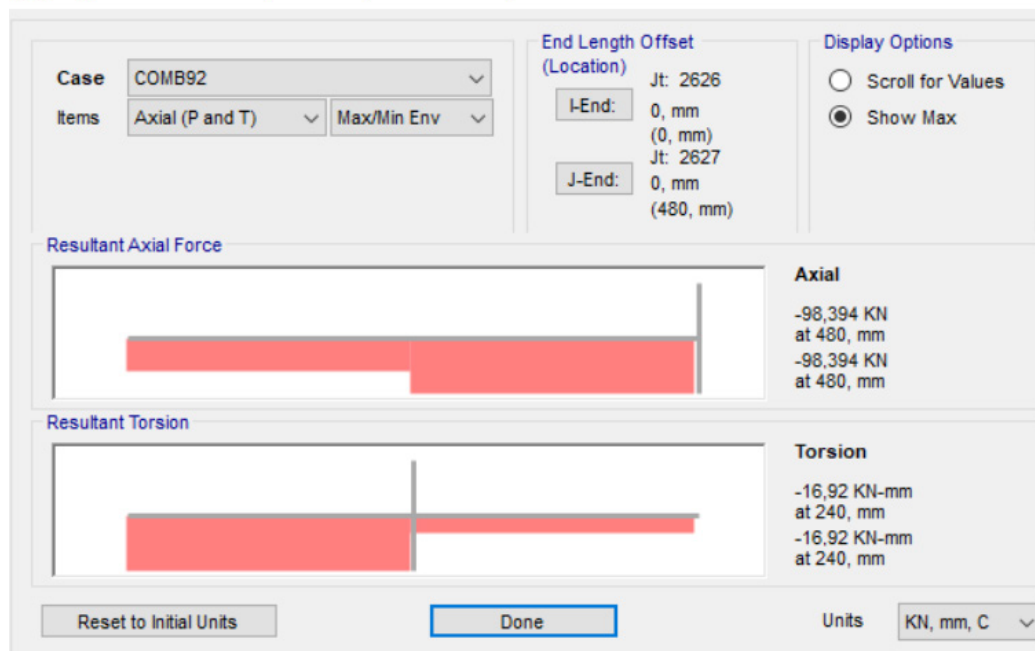 Case COMB92
Items Axial (P and T) Max/Min Env
End Length Offset
(Location)
Jt: 2626
I-End: 0, mm
(0, mm)
Jt: 2627
J-End: 0, mm
(480, mm)
Display Options
Scroll for Values
Show Max
Resultant Axial Force
Axial
-98,394 KN
at 480, mm
-98,394 KN
at 480, mm
Resultant Torsion
Torsion
-16,92 KN-mm
at 240, mm
-16,92 KN-mm
at 240, mm
Reset to Initial Units
Done
Units KN, mm, C